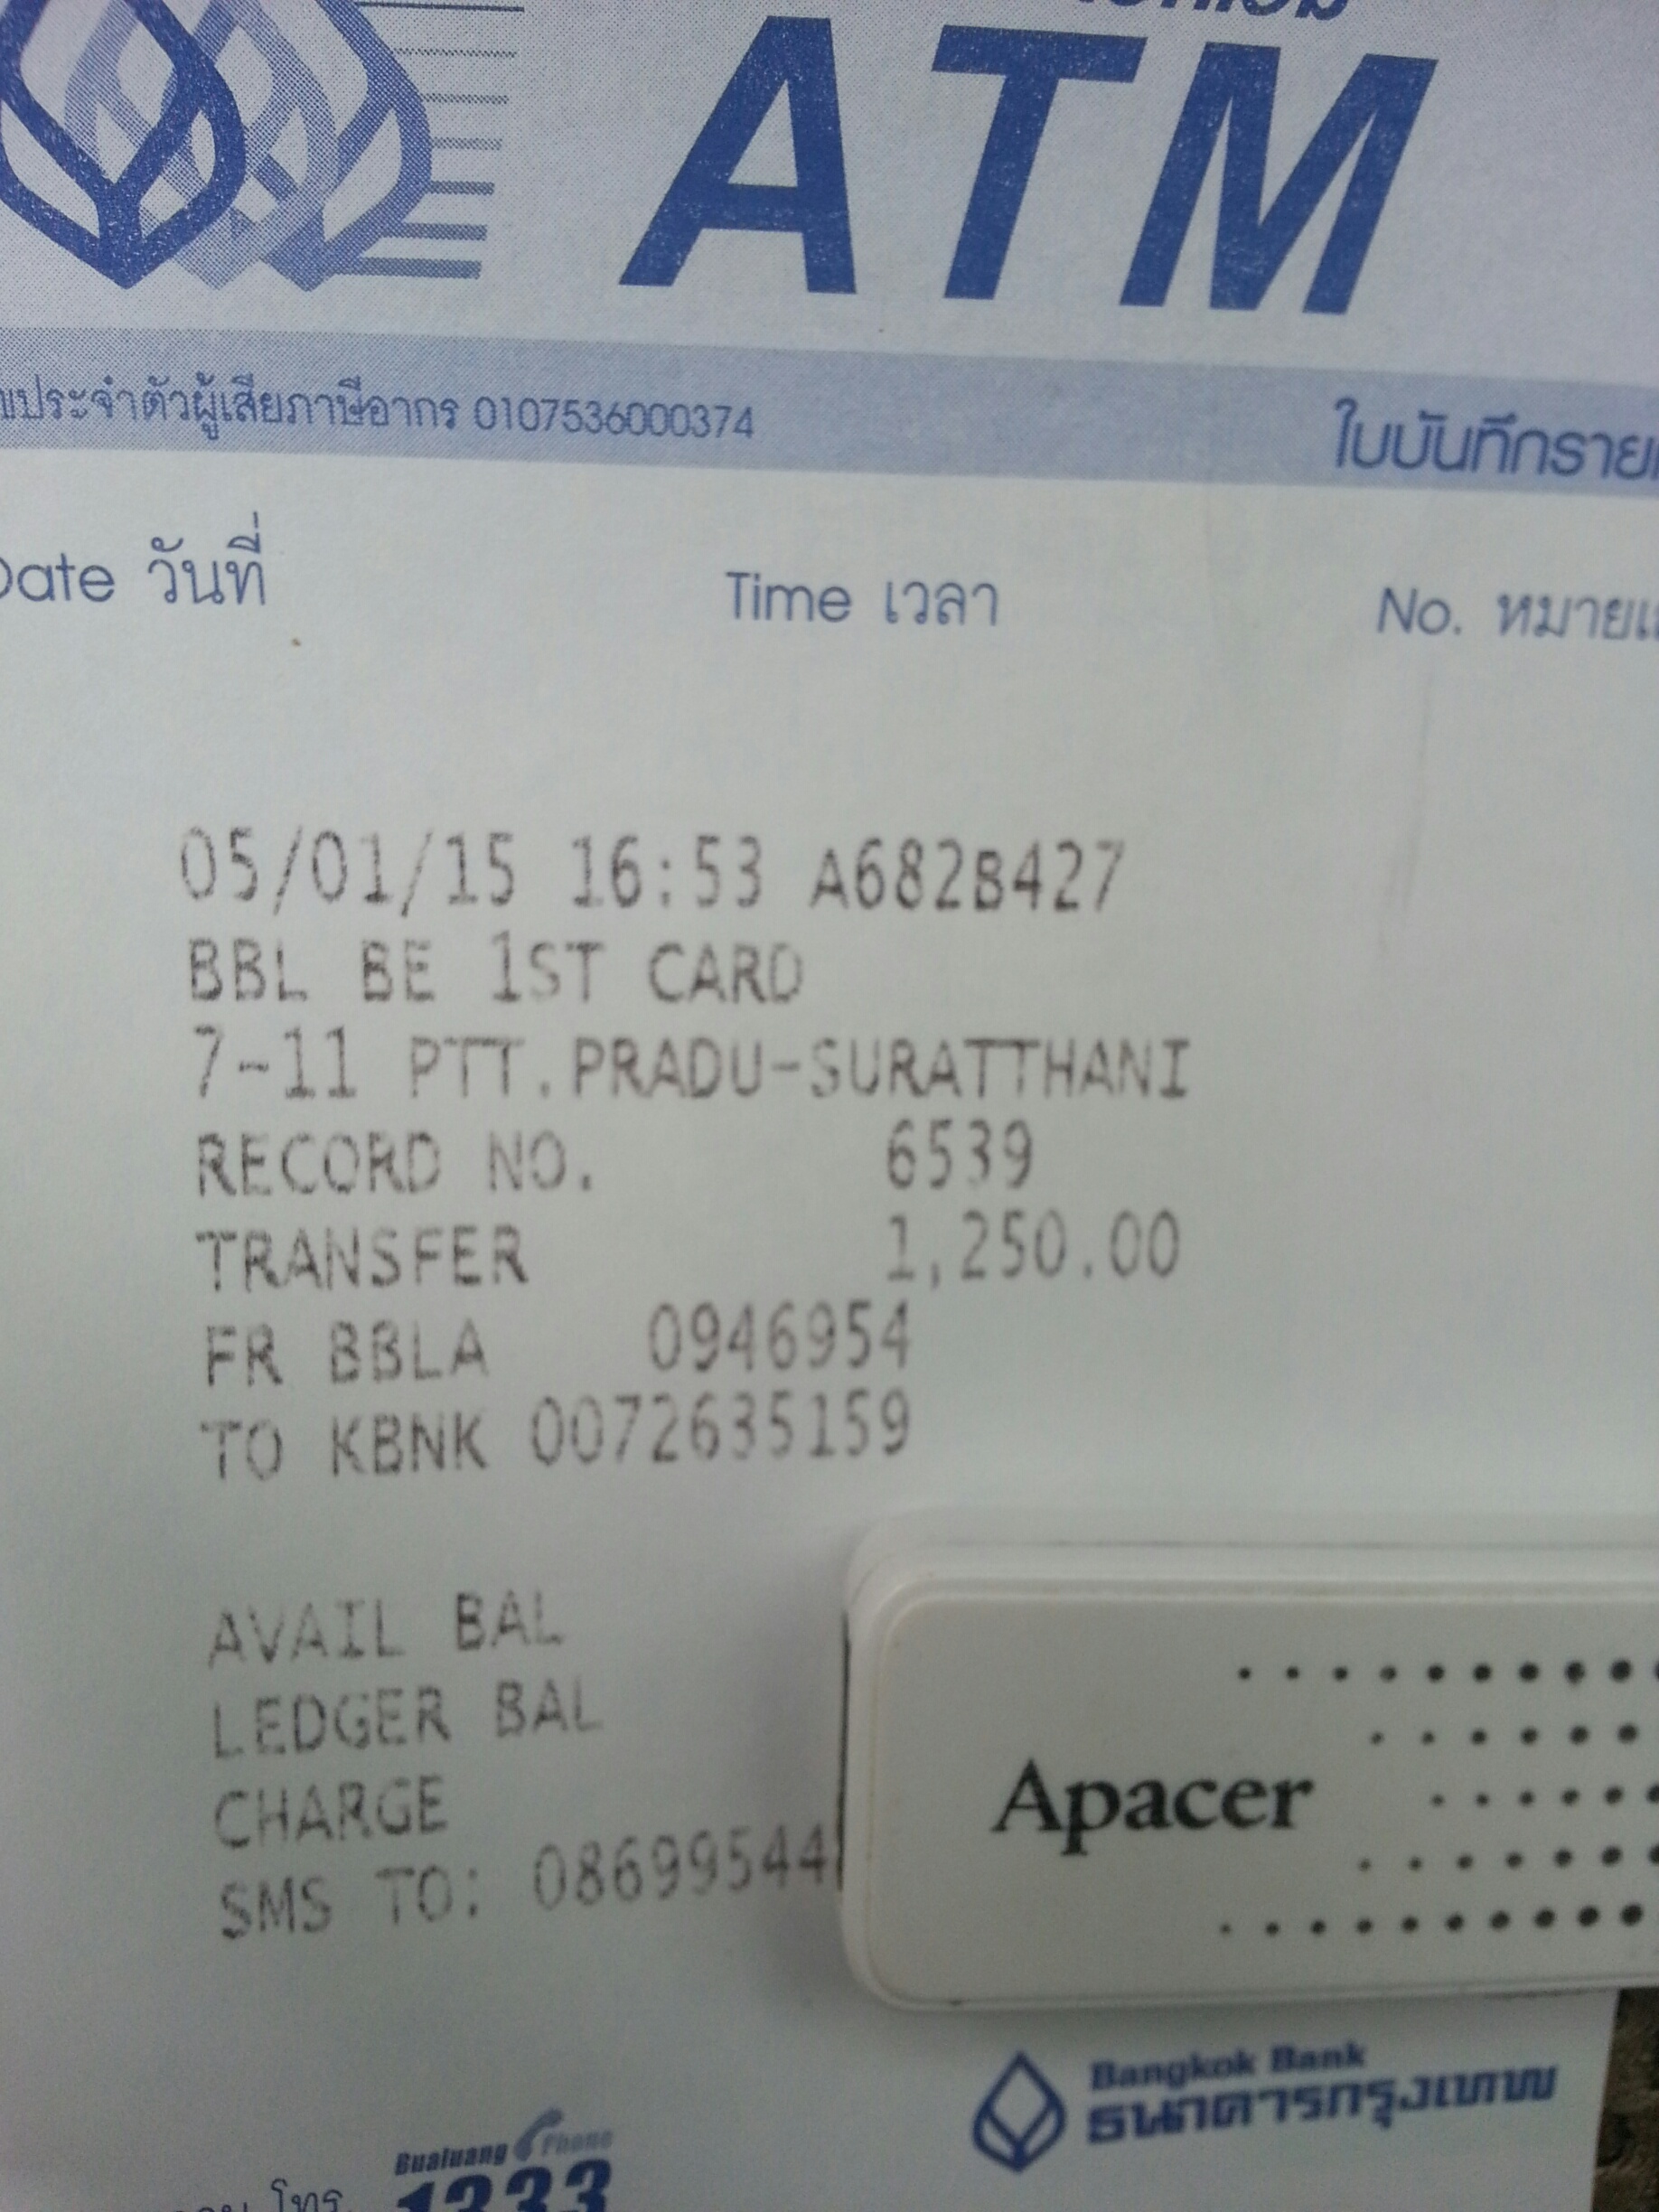 ATM
ประจำตัวผู้เสียภาษีอากร 0107536000374
ใบบันทึกราย
Date วันที่ Time เวลา No.
05/01/15 16:53 A682B427
BBL BE 1ST CARD
7-11 PTT.PRADU-SURATTHANI
RECORD NO. 6539
TRANSFER 1,250.00
FR BBLA 0946954
TO KBNK 0072635159
AVAIL BAL
LEDGER BAL
CHARGE
SMS TO: 08699544
Apacer
Bangkok Bank
ธนาคารกรุงเทพ
Bualuang Phone
โทร. 1333